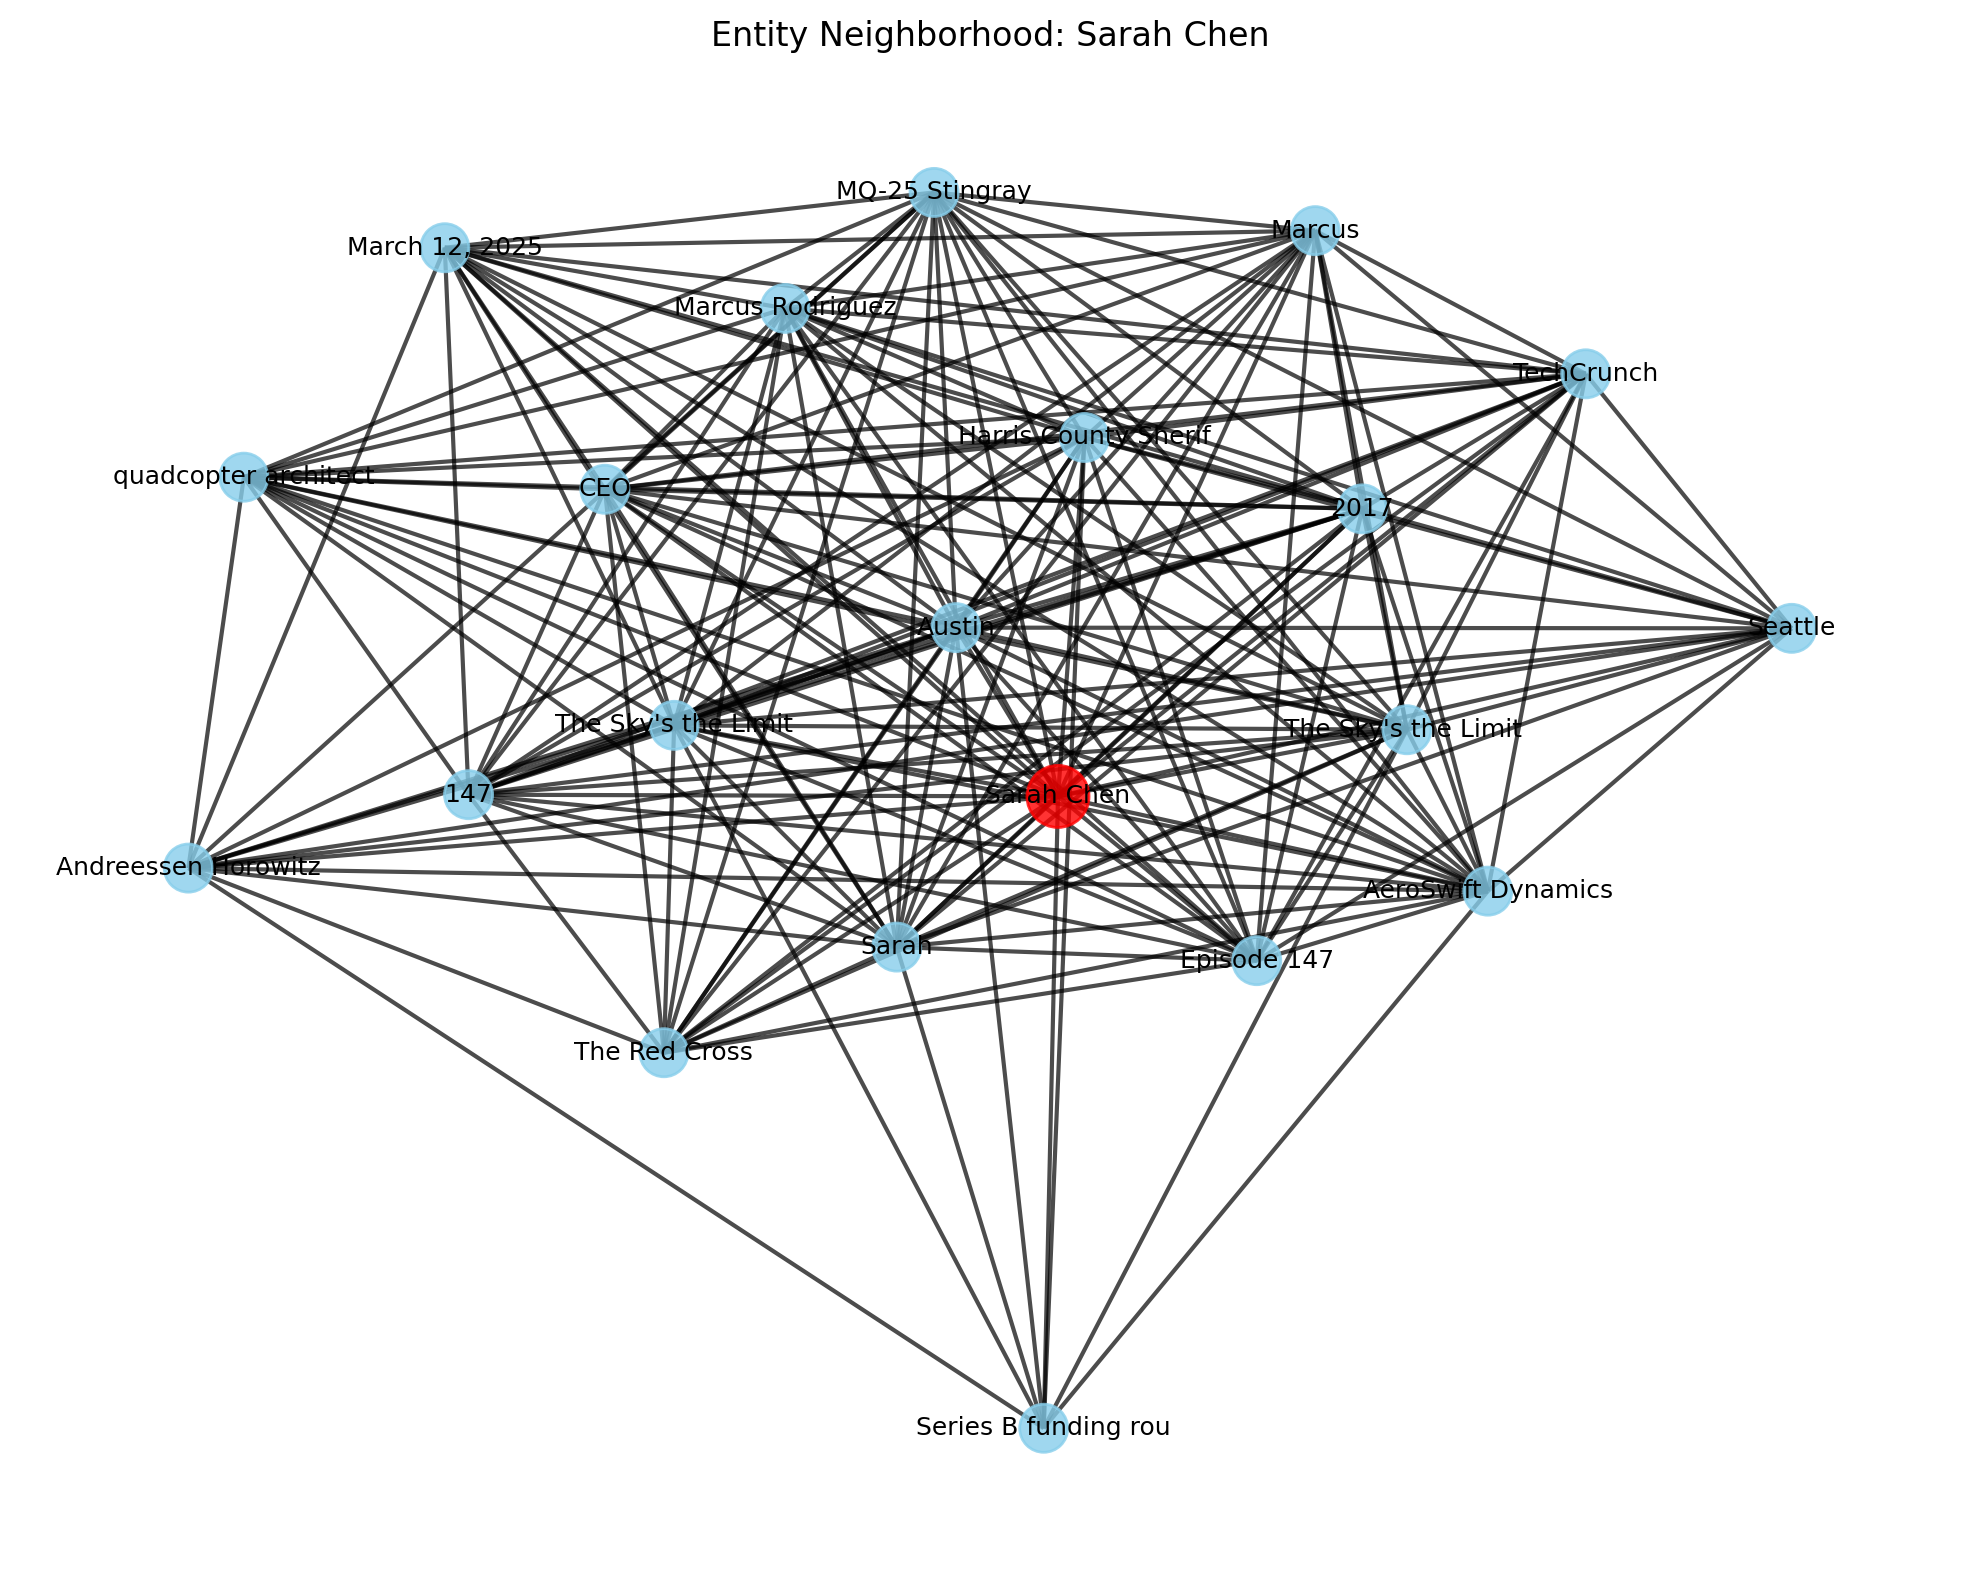 Entity Neighborhood: Sarah Chen
MQ-25 Stingray
Marcus
March 12, 2025
Marcus Rodriguez
TechCrunch
Harris County Sherif
quadcopter architect
CEO
2017
Austin
Seattle
The Sky's the Limit
The Sky's the Limit
147
Sarah Chen
Andreessen Horowitz
AeroSwift Dynamics
Sarah
Episode 147
The Red Cross
Series B funding rou